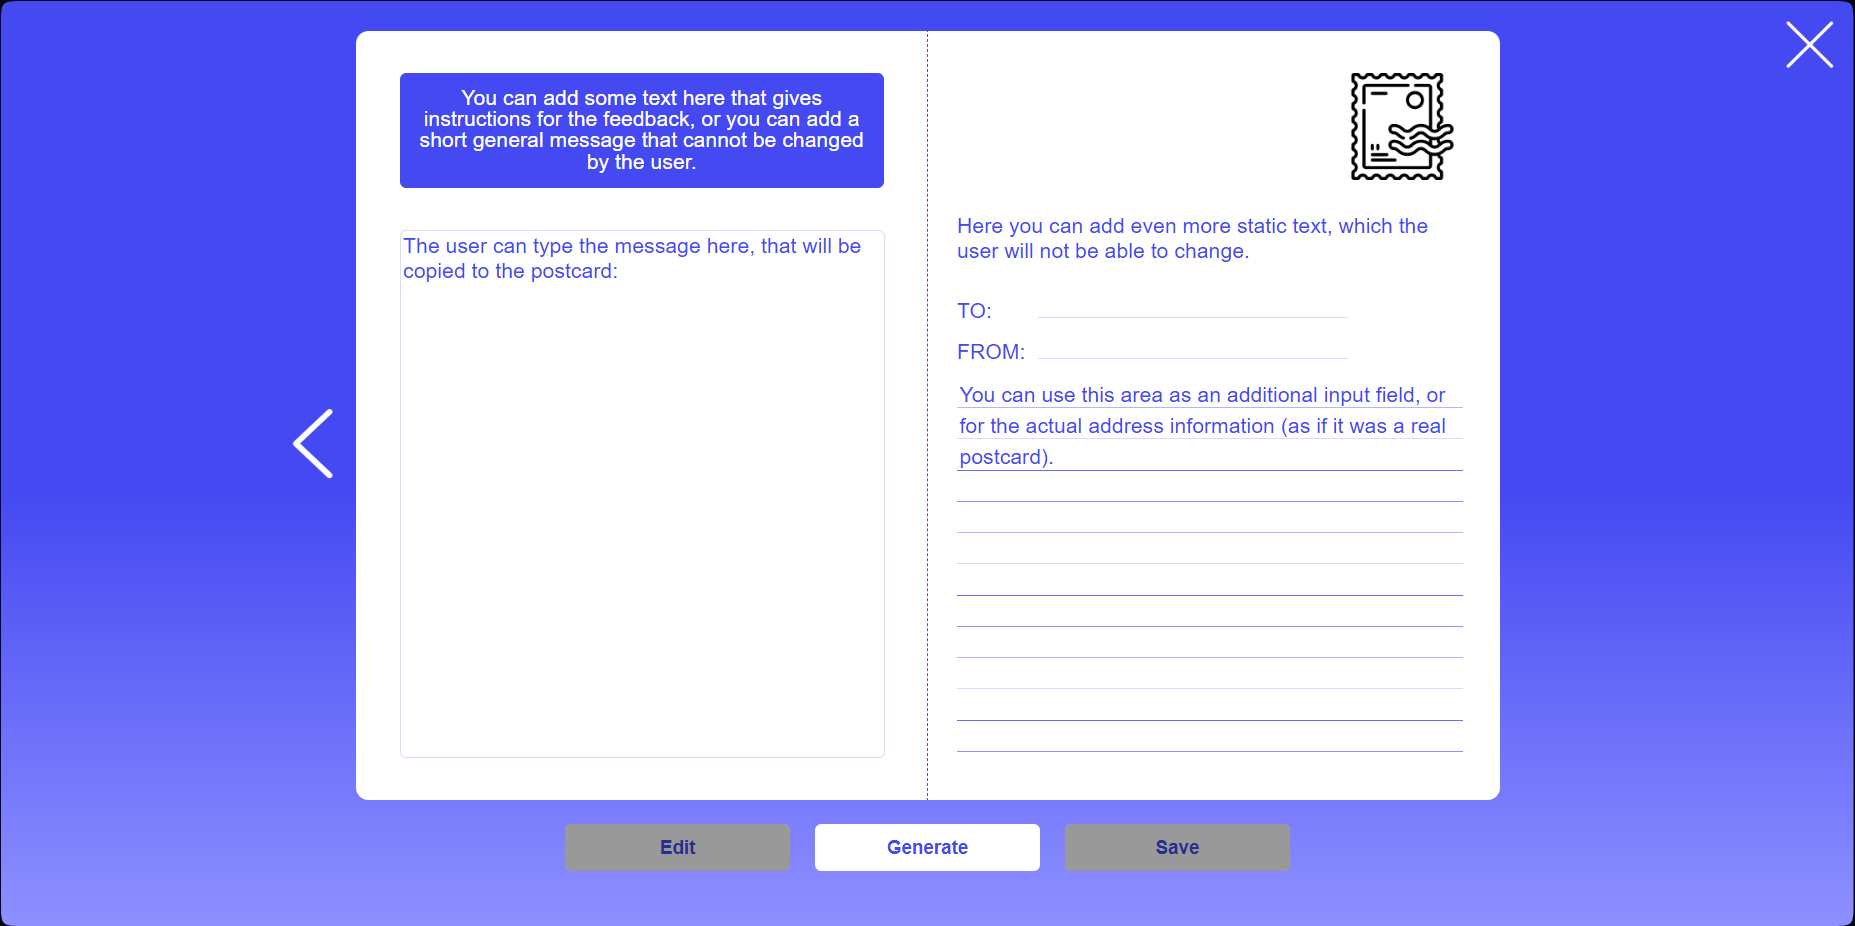 You can add some text here that gives
instructions for the feedback, or you can add a
short general message that cannot be changed
by the user.
The user can type the message here, that will be
copied to the postcard:
Here you can add even more static text, which the
user will not be able to change.
TO:
FROM:
You can use this area as an additional input field, or
for the actual address information (as if it was a real
postcard).
Edit
Generate
Save